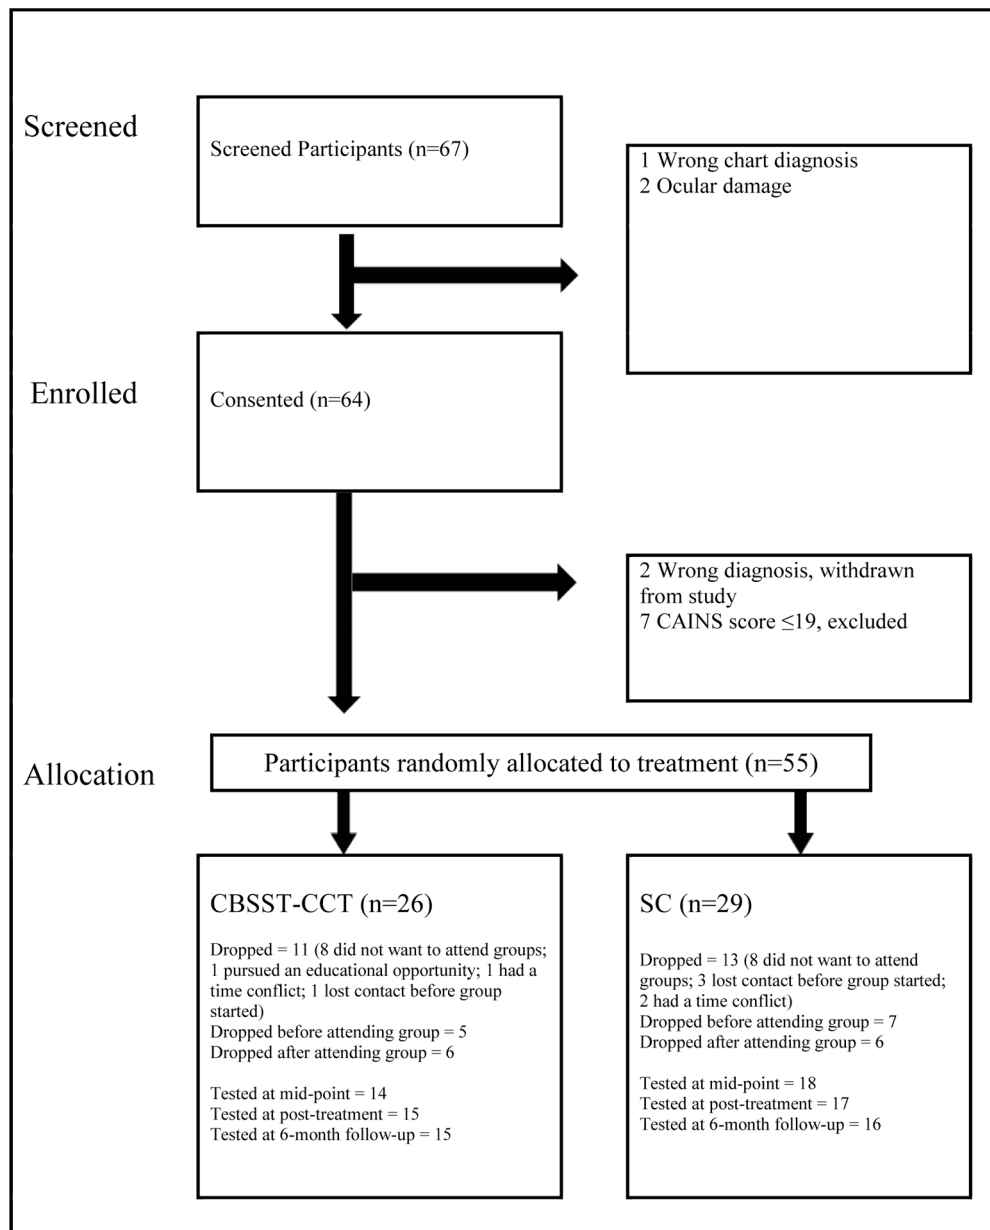 Screened
Screened Participants (n=67)
1 Wrong chart diagnosis
2 Ocular damage
Enrolled
Consented (n=64)
2 Wrong diagnosis, withdrawn
from study
7 CAINS score ≤19, excluded
Allocation
Participants randomly allocated to treatment (n=55)
CBSST-CCT (n=26)
Dropped = 11 (8 did not want to attend groups;
1 pursued an educational opportunity; 1 had a
time conflict; 1 lost contact before group
started)
Dropped before attending group = 5
Dropped after attending group = 6
Tested at mid-point = 14
Tested at post-treatment = 15
Tested at 6-month follow-up = 15
SC (n=29)
Dropped = 13 (8 did not want to attend
groups; 3 lost contact before group started;
2 had a time conflict)
Dropped before attending group = 7
Dropped after attending group = 6
Tested at mid-point = 18
Tested at post-treatment = 17
Tested at 6-month follow-up = 16